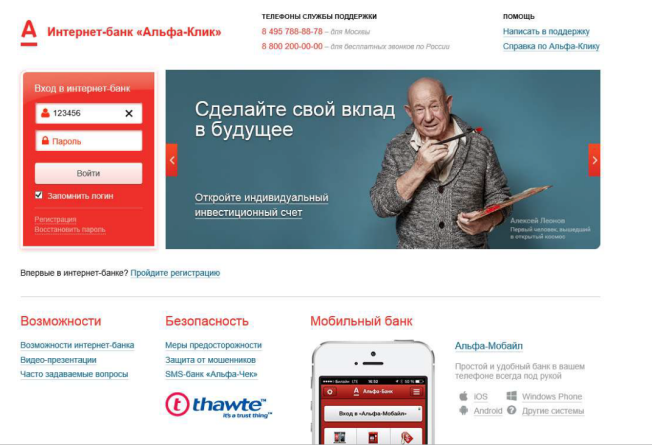 Интернет-банк «Альфа-Клик»
ТЕЛЕФОНЫ СЛУЖБЫ ПОДДЕРЖКИ
8 495 788-88-78 – для Москвы
8 800 200-00-00 – для бесплатных звонков по России
ПОМОЩЬ
Написать в поддержку
Справка по Альфа-Клику
Вход в интернет-банк
123456
Пароль
Войти
Запомнить логин
Регистрация
Восстановить пароль
Сделайте свой вклад
в будущее
Откройте индивидуальный
инвестиционный счет
Алексей Леонов
Первый человек, вышедший
в открытый космос
Впервые в интернет-банке? Пройдите регистрацию
Возможности
Возможности интернет-банка
Видео-презентации
Часто задаваемые вопросы
Безопасность
Меры предосторожности
Защита от мошенников
SMS-банк «Альфа-Чек»
thawte™
it's a trust thing™
Мобильный банк
16:50
Альфа-Банк
Вход в «Альфа-Мобайл»
Альфа-Мобайл
Простой и удобный банк в вашем
телефоне всегда под рукой
iOS
Windows Phone
Android
Другие системы